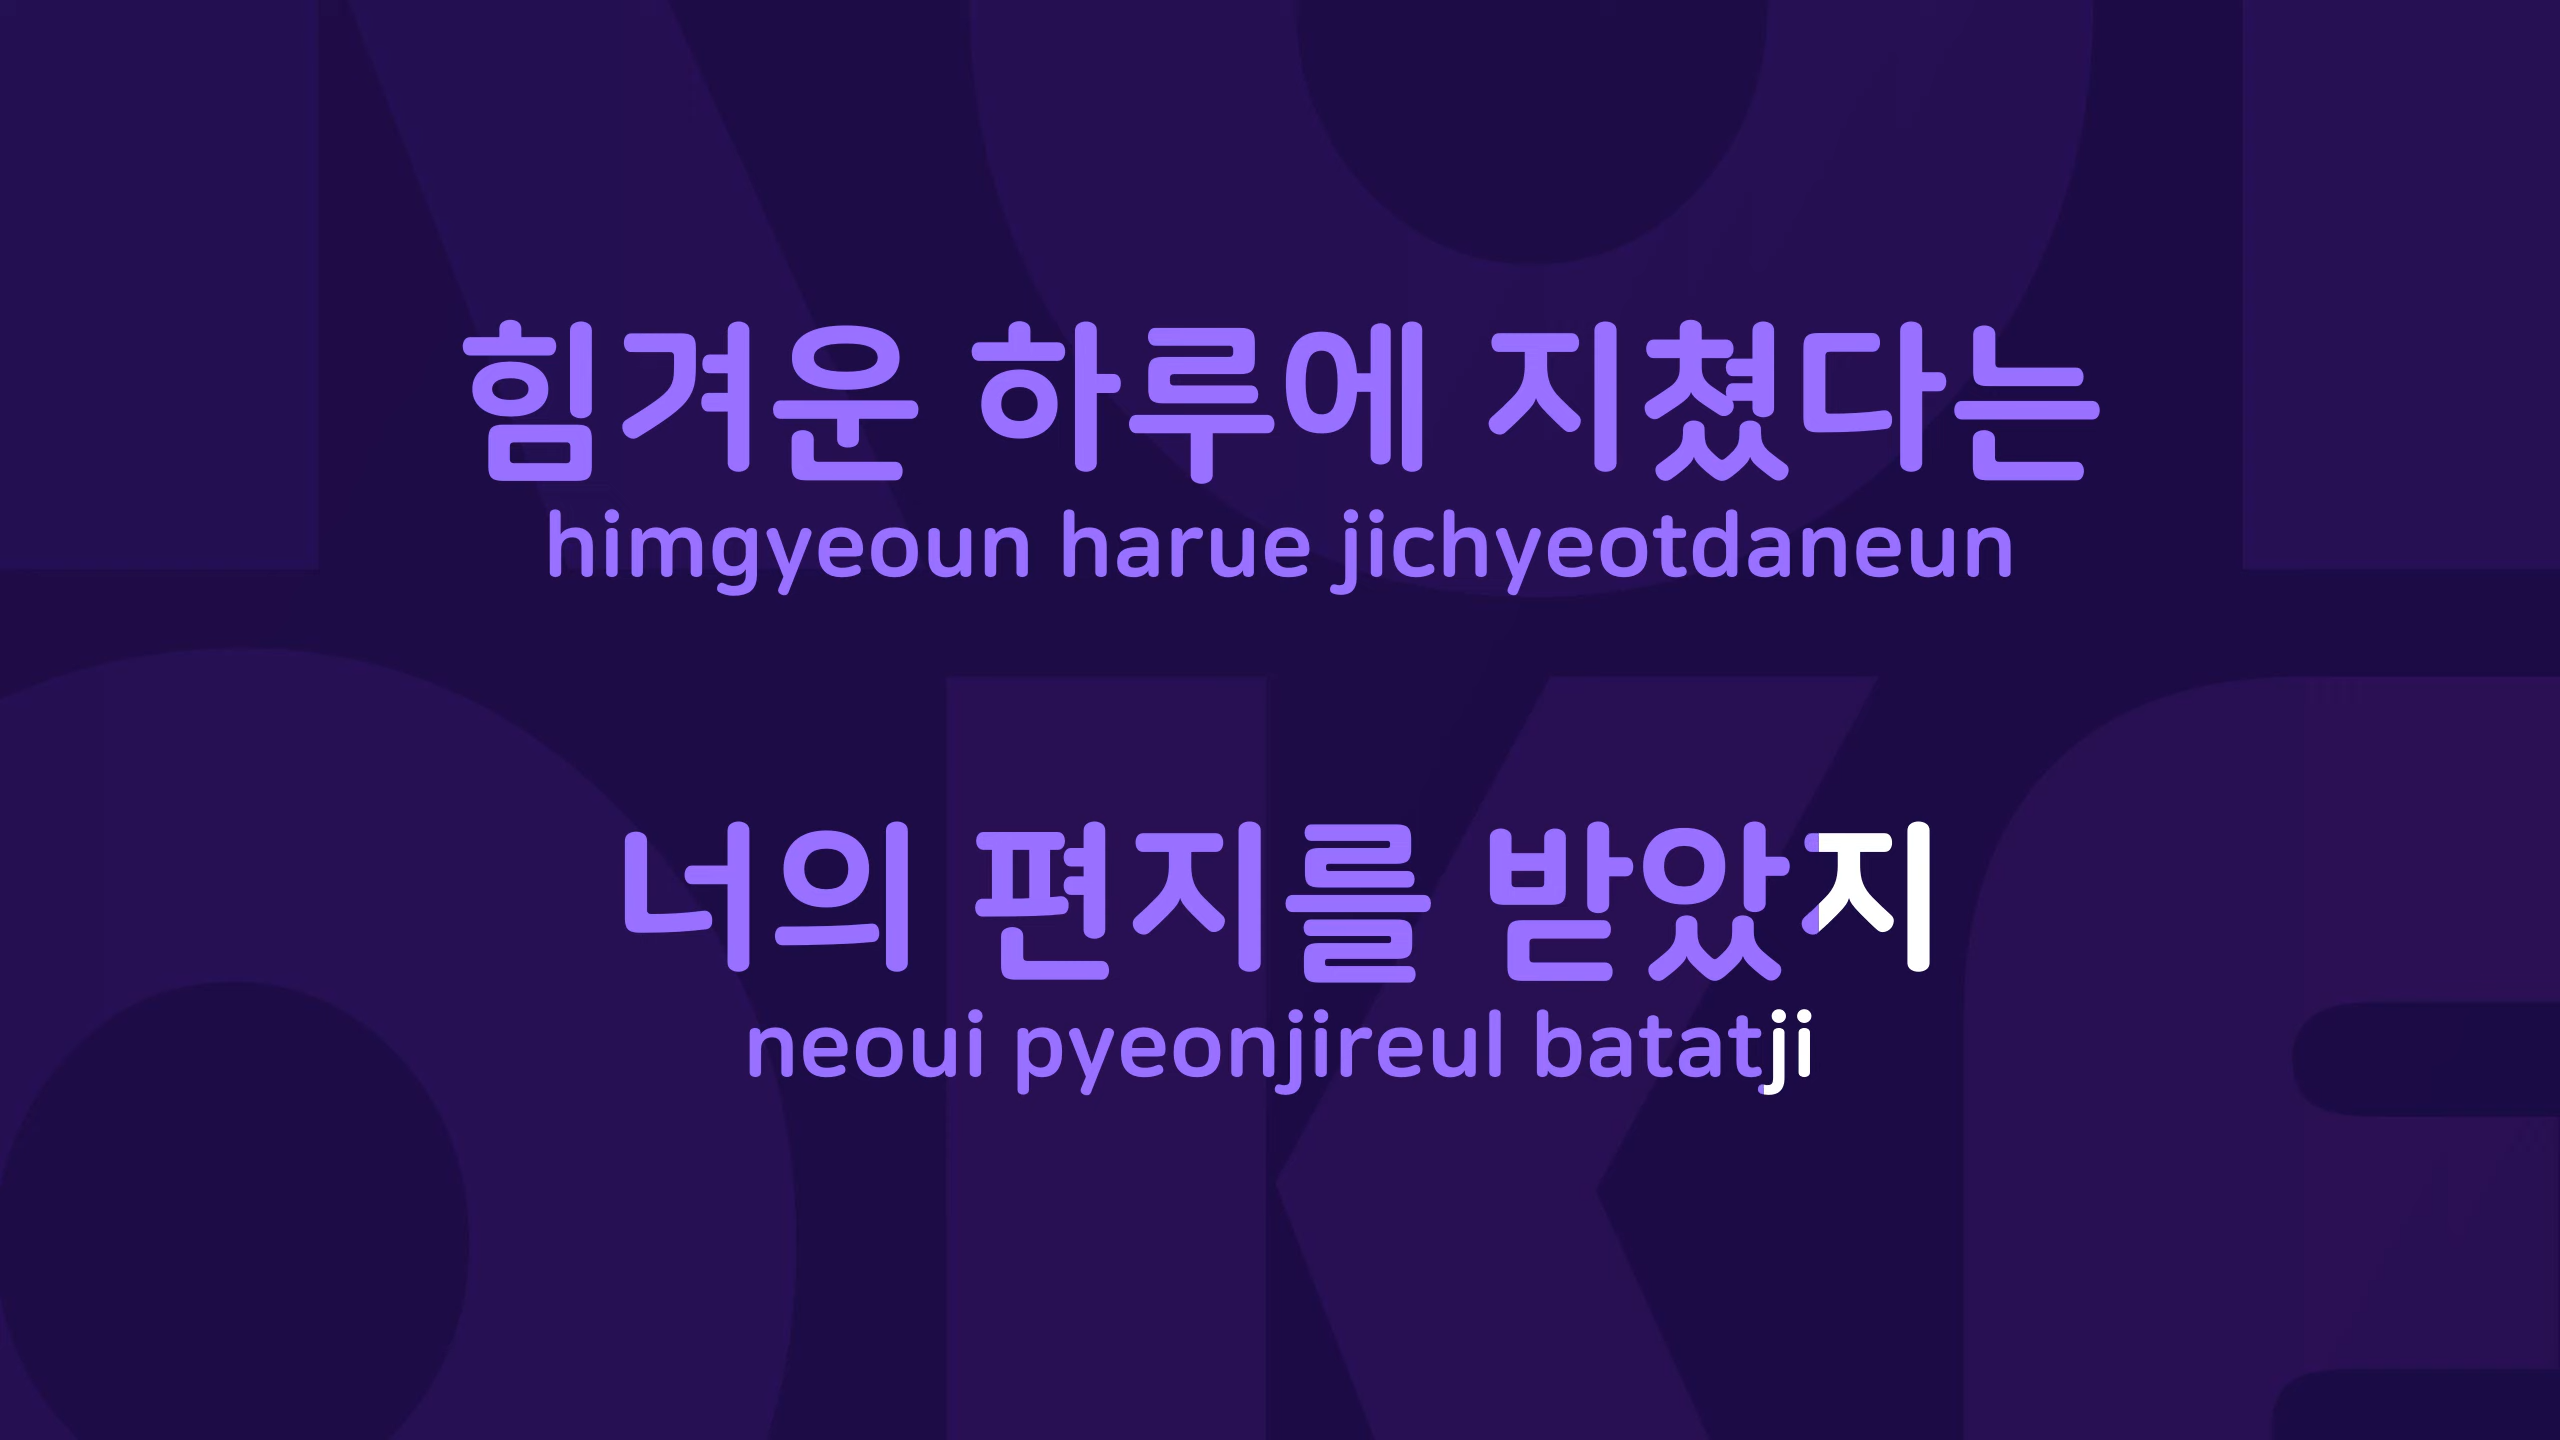 힘겨운 하루에 지쳤다는
himgyeoun harue jichyeotdaneun
너의 편지를 받았지
neoui pyeonjireul batatji